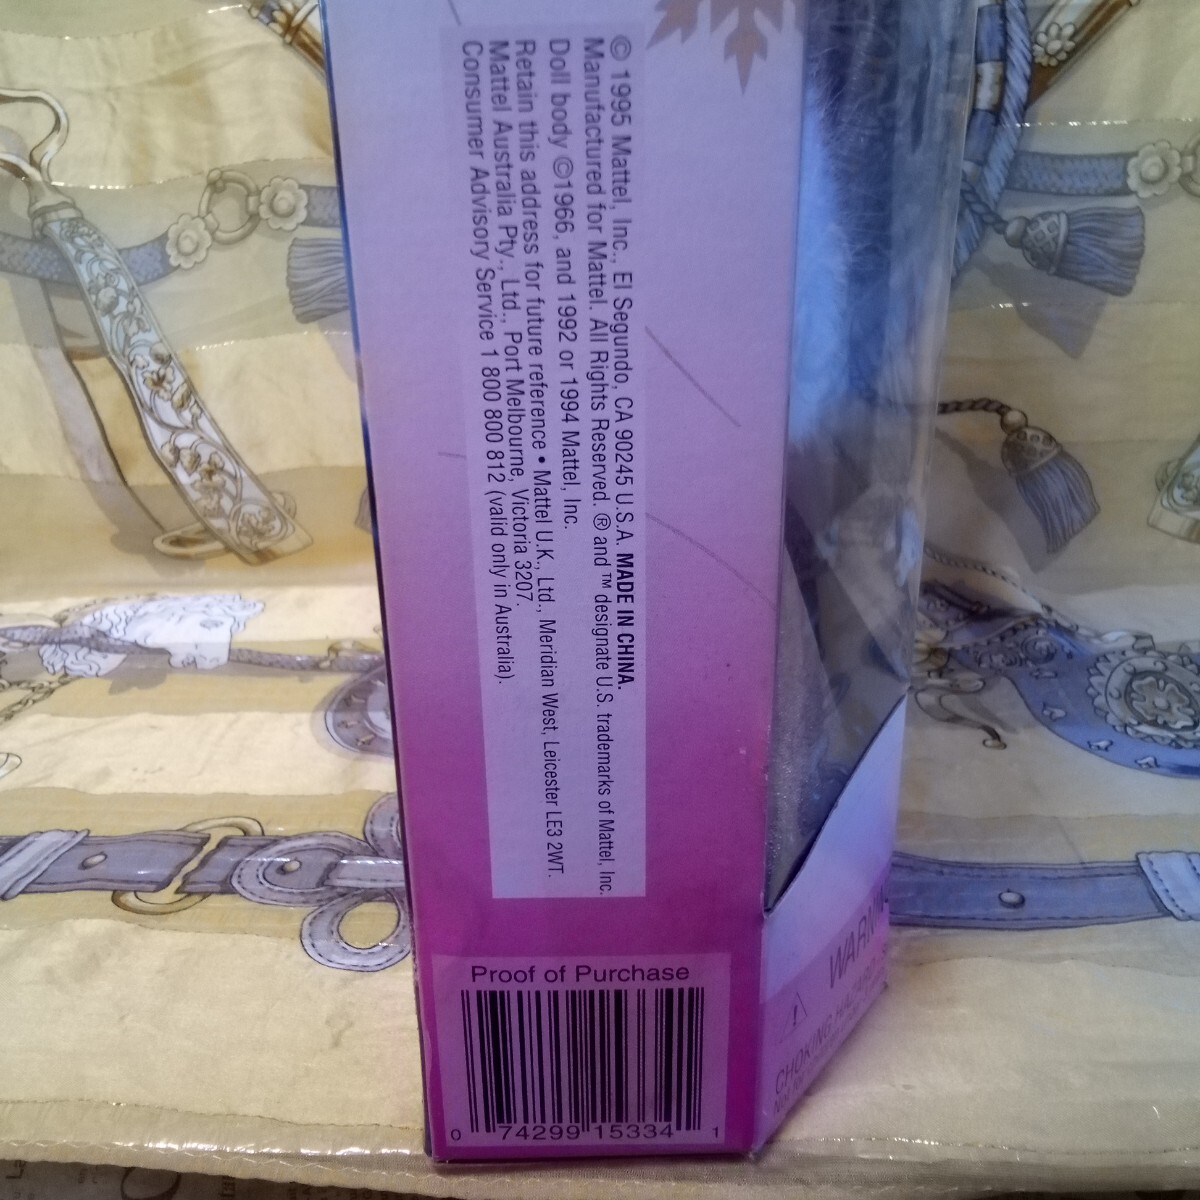 © 1995 Mattel, Inc., El Segundo, CA 90245 U.S.A. MADE IN CHINA.
Manufactured for Mattel. All Rights Reserved. ® and ™ designate U.S. trademarks of Mattel, Inc.
Doll body ©1966, and 1992 or 1994 Mattel, Inc.
Retain this address for future reference • Mattel U.K., Ltd., Meridian West, Leicester LE3 2WT.
Mattel Australia Pty., Ltd., Port Melbourne, Victoria 3207.
Consumer Advisory Service 1 800 800 812 (valid only in Australia).
Proof of Purchase
0 74299 15334 1
CHOKING HAZARD